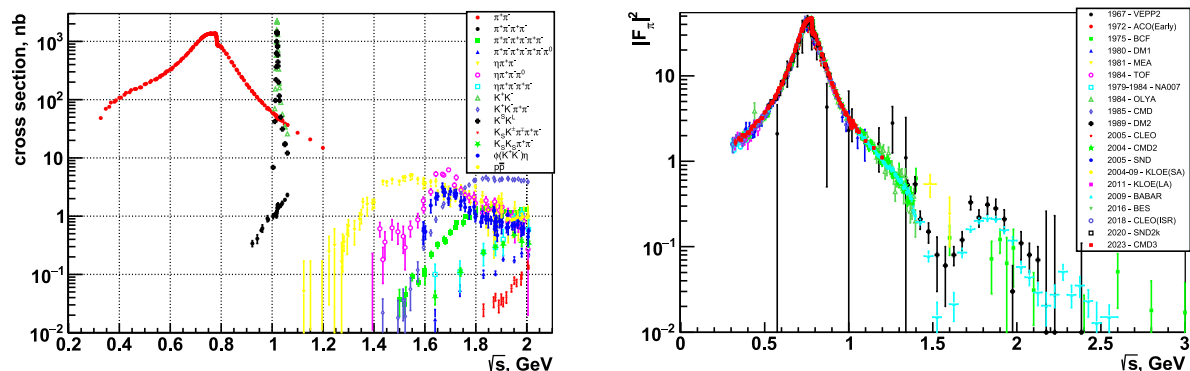 cross section, nb
10³
10²
10
1
10⁻¹
10⁻²
0.2 0.4 0.6 0.8 1.0 1.2 1.4 1.6 1.8 2.0
√s, GeV
π⁺π⁻
π⁺π⁻π⁺π⁻
ηπ⁺π⁻
ηπ⁺π⁻π⁰
ηπ⁺π⁻π⁺π⁻
K⁺K⁻
K⁺K⁻π⁺π⁻
φ(K⁺K⁻)η
pp̄
|Fπ|²
10
1
10⁻¹
10⁻²
0 0.5 1 1.5 2 2.5 3
√s, GeV
1967 - VEPP2
1972 - ACO(Early)
1975 - BCF
1980 - DM1
1981 - MEA
1984 - TOF
1979-1984 - NA007
1984 - OLYA
1985 - CMD
1989 - DM2
2005 - CLEO
2004 - CMD2
2005 - SND
2004-09 - KLOE(SA)
2011 - KLOE(LA)
2009 - BABAR
2016 - BES
2018 - CLEO(ISR)
2020 - SND2k
2023 - CMD3